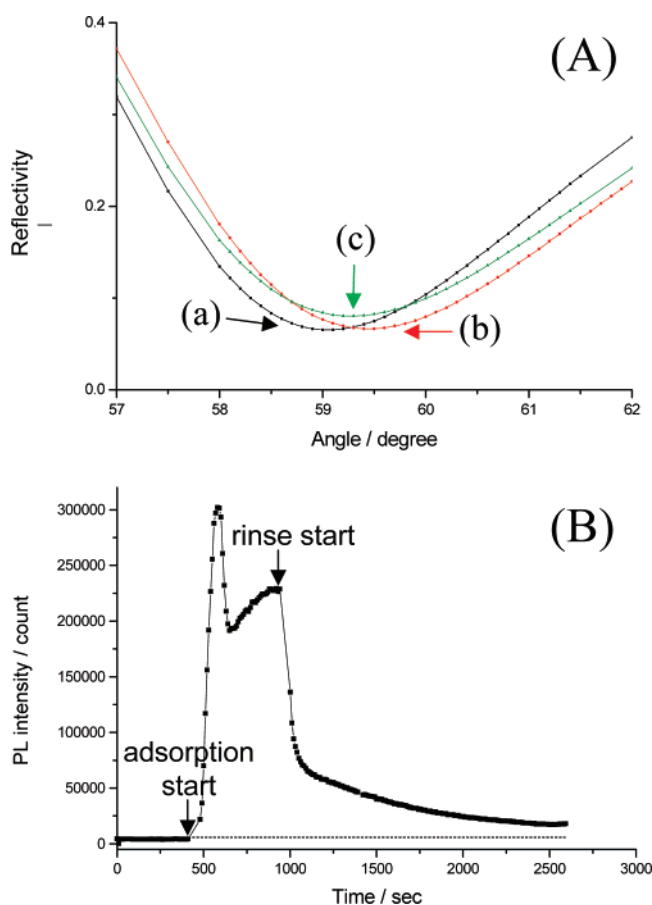 (A)
0.4
0.2
0.0
Reflectivity
(a)
(c)
(b)
57
58
59
60
61
62
Angle / degree
(B)
300000
250000
200000
150000
100000
50000
0
PL intensity / count
rinse start
adsorption
start
0
500
1000
1500
2000
2500
3000
Time / sec